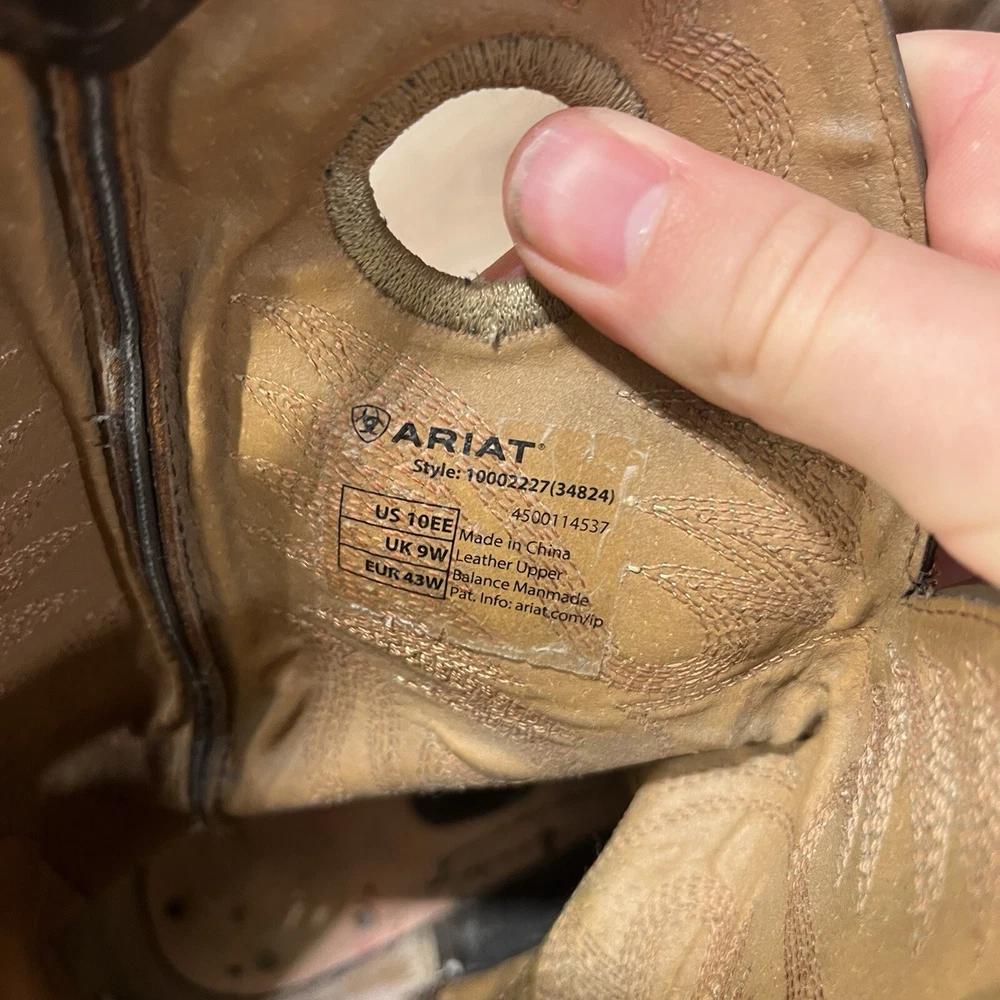 ARIAT®
Style: 10002227(34824)
4500114537
US 10EE
UK 9W
EUR 43W
Made in China
Leather Upper
Balance Manmade
Pat. Info: ariat.com/ip